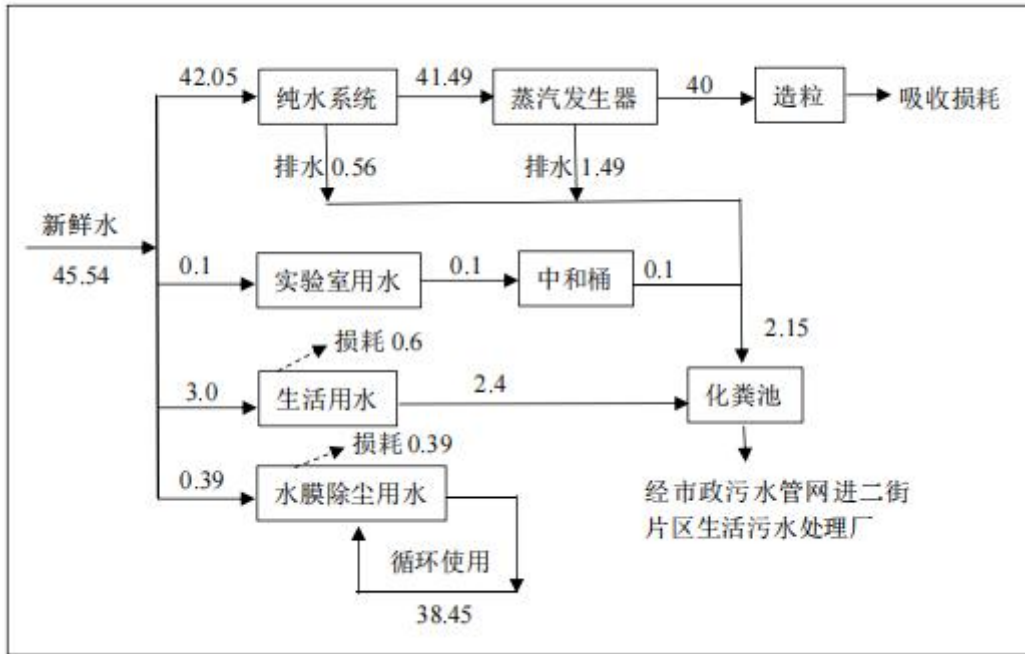 42.05
纯水系统
41.49
蒸汽发生器
40
造粒
吸收损耗
排水 0.56
排水 1.49
新鲜水
45.54
0.1
实验室用水
0.1
中和桶
0.1
2.15
损耗 0.6
3.0
生活用水
2.4
化粪池
损耗 0.39
0.39
水膜除尘用水
经市政污水管网进二街
片区生活污水处理厂
循环使用
38.45